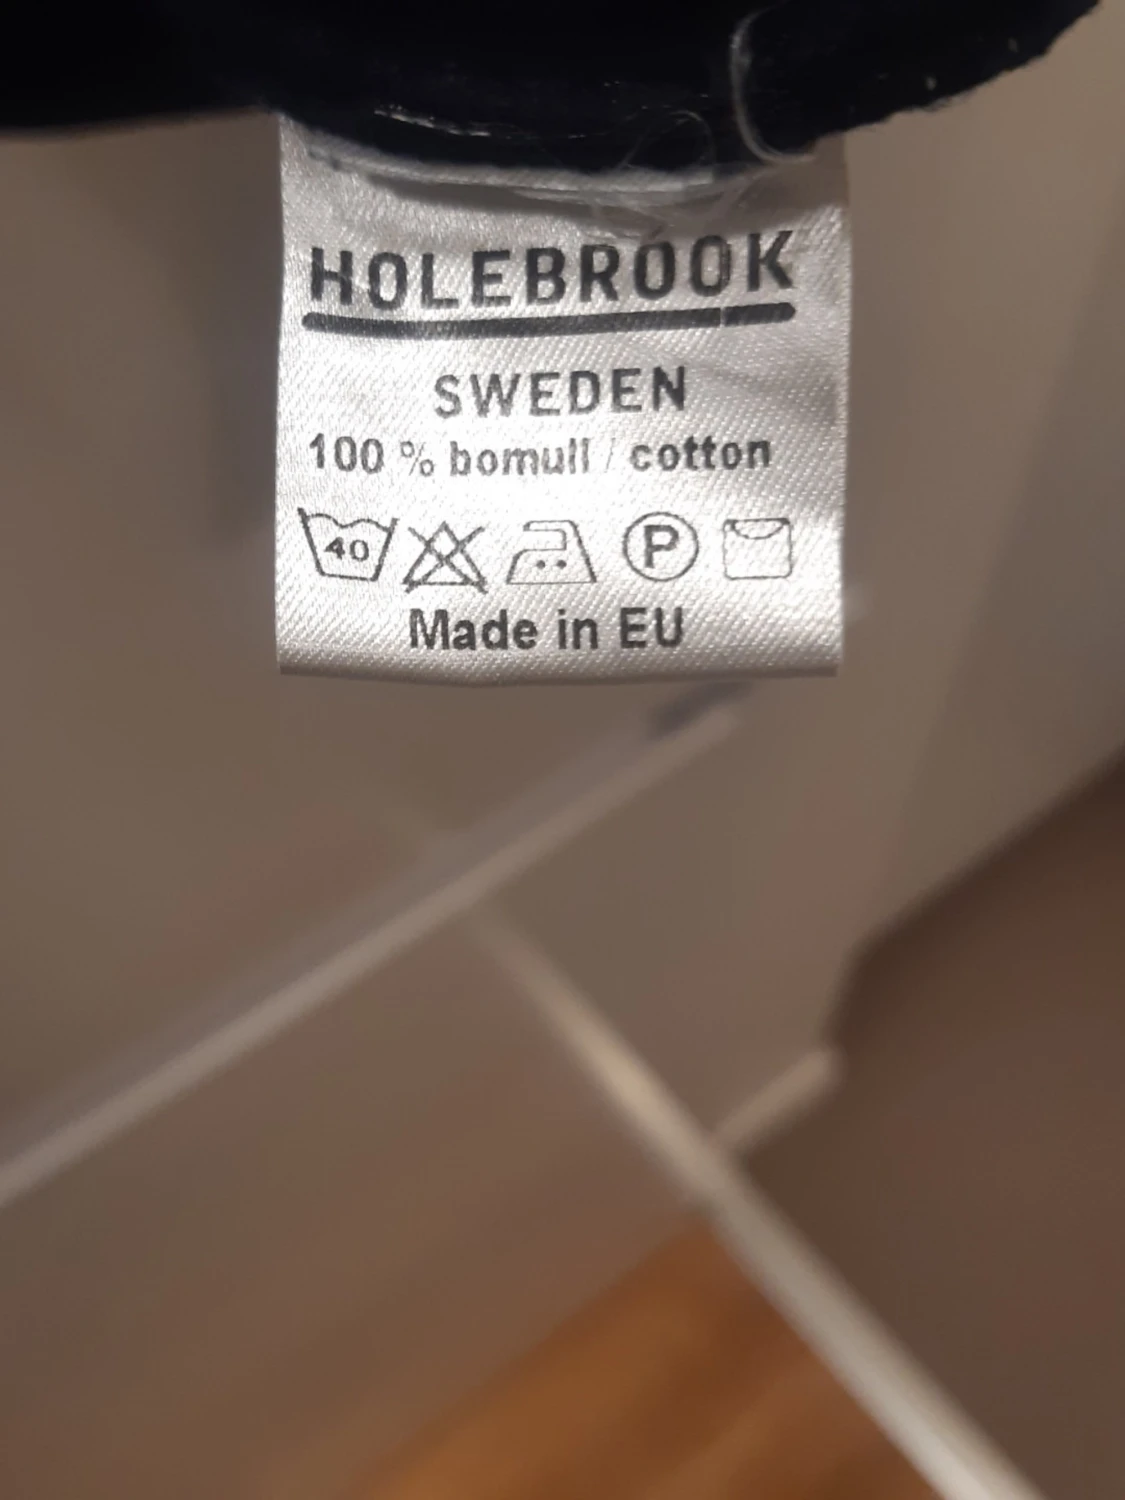 HOLEBROOK
SWEDEN
100 % bomull / cotton
40 P
Made in EU